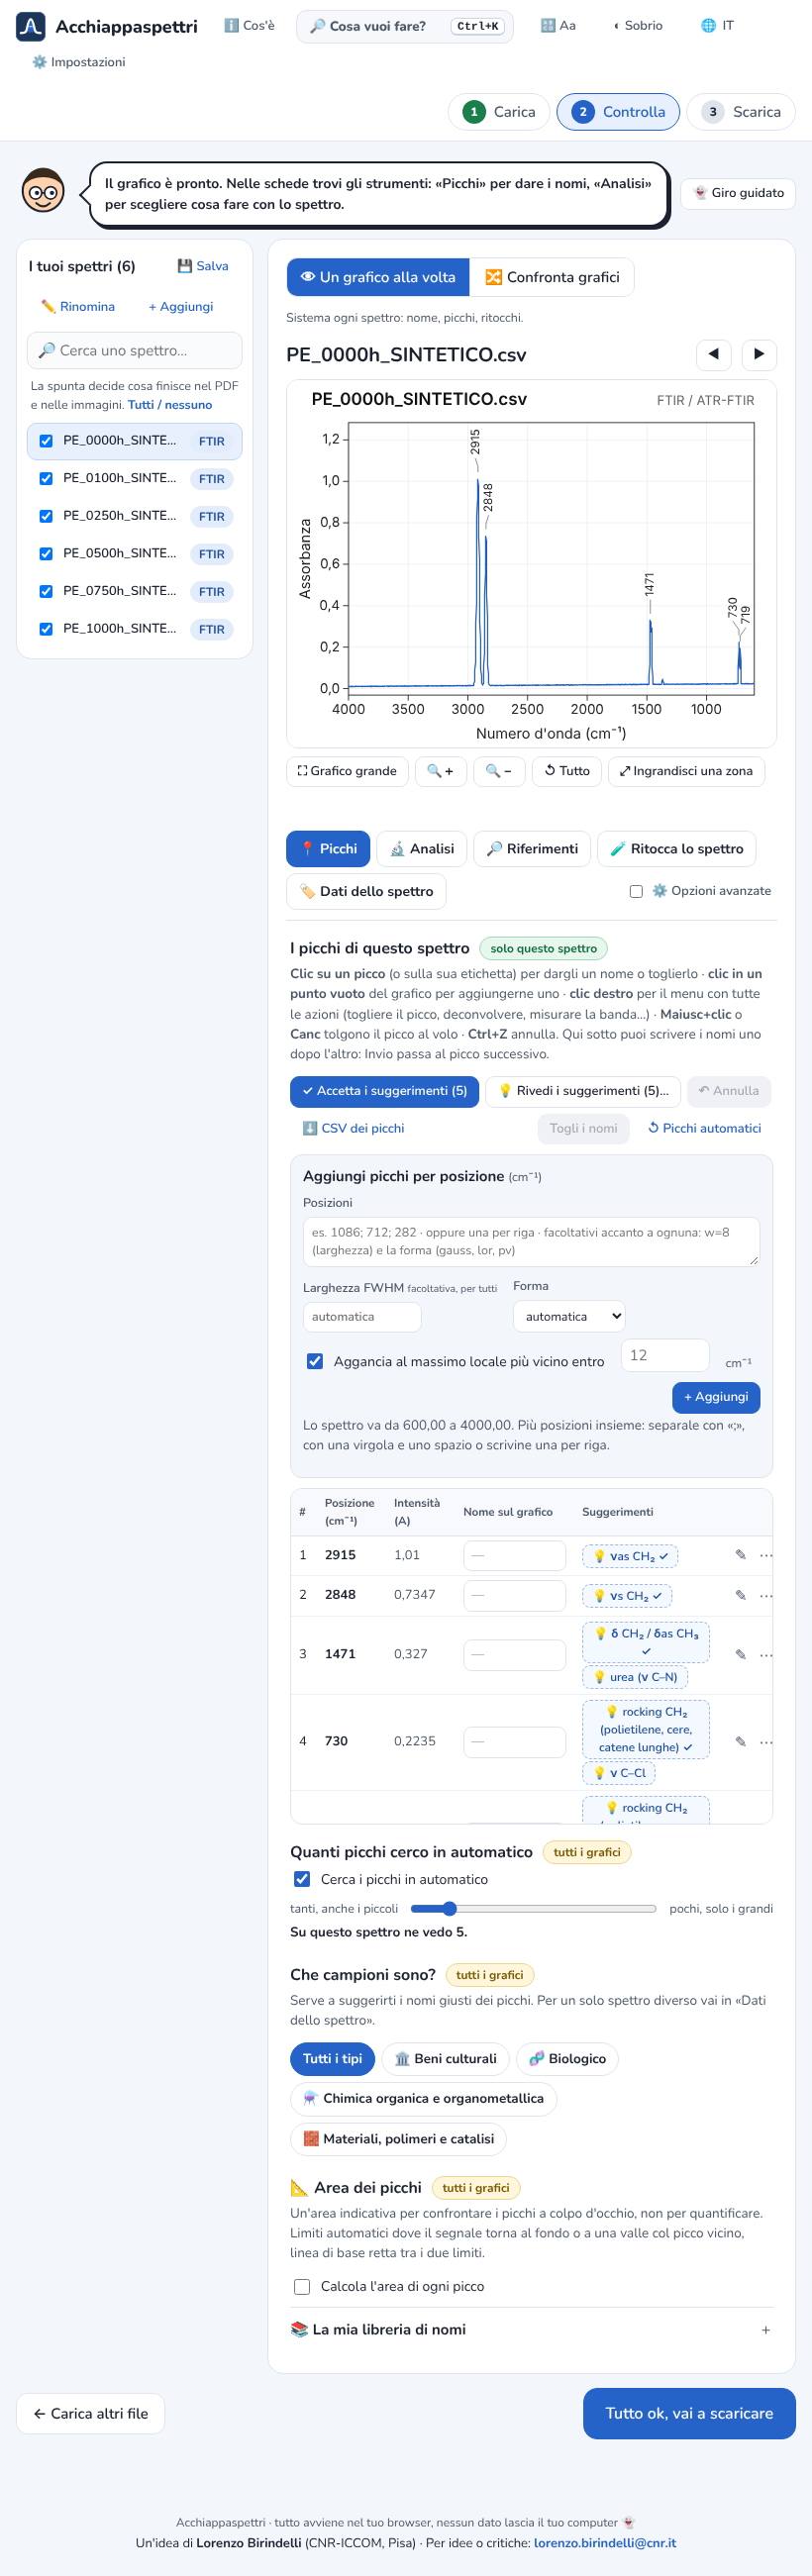 Acchiappaspettri
ℹ️ Cos'è
🔎 Cosa vuoi fare? Ctrl+K
🔠 Aa
Sobrio
🌐 IT
⚙️ Impostazioni
1 Carica
2 Controlla
3 Scarica
Il grafico è pronto. Nelle schede trovi gli strumenti: «Picchi» per dare i nomi, «Analisi»
per scegliere cosa fare con lo spettro.
👻 Giro guidato
I tuoi spettri (6)
💾 Salva
✏️ Rinomina
+ Aggiungi
🔎 Cerca uno spettro...
La spunta decide cosa finisce nel PDF
e nelle immagini. Tutti / nessuno
PE_0000h_SINTE... FTIR
PE_0100h_SINTE... FTIR
PE_0250h_SINTE... FTIR
PE_0500h_SINTE... FTIR
PE_0750h_SINTE... FTIR
PE_1000h_SINTE... FTIR
👁 Un grafico alla volta
🔀 Confronta grafici
Sistema ogni spettro: nome, picchi, ritocchi.
PE_0000h_SINTETICO.csv
◀ ▶
PE_0000h_SINTETICO.csv
FTIR / ATR-FTIR
Assorbanza
1,2
1,0
0,8
0,6
0,4
0,2
0,0
2915
2848
1471
730
719
4000 3500 3000 2500 2000 1500 1000
Numero d'onda (cm⁻¹)
⛶ Grafico grande
🔍 +
🔍 −
↺ Tutto
⤢ Ingrandisci una zona
📍 Picchi
🔬 Analisi
🔎 Riferimenti
🧪 Ritocca lo spettro
🏷️ Dati dello spettro
⚙️ Opzioni avanzate
I picchi di questo spettro solo questo spettro
Clic su un picco (o sulla sua etichetta) per dargli un nome o toglierlo · clic in un
punto vuoto del grafico per aggiungerne uno · clic destro per il menu con tutte
le azioni (togliere il picco, deconvolvere, misurare la banda...) · Maiusc+clic o
Canc tolgono il picco al volo · Ctrl+Z annulla. Qui sotto puoi scrivere i nomi uno
dopo l'altro: Invio passa al picco successivo.
✓ Accetta i suggerimenti (5)
💡 Rivedi i suggerimenti (5)...
↶ Annulla
⬇️ CSV dei picchi
Togli i nomi
↺ Picchi automatici
Aggiungi picchi per posizione (cm⁻¹)
Posizioni
es. 1086; 712; 282 · oppure una per riga · facoltativi accanto a ognuna: w=8
(larghezza) e la forma (gauss, lor, pv)
Larghezza FWHM facoltativa, per tutti
Forma
automatica
automatica
Aggancia al massimo locale più vicino entro 12 cm⁻¹
+ Aggiungi
Lo spettro va da 600,00 a 4000,00. Più posizioni insieme: separale con «;»,
con una virgola e uno spazio o scrivine una per riga.
# Posizione (cm⁻¹) Intensità (A) Nome sul grafico Suggerimenti
1 2915 1,01 — 💡 νas CH₂ ✓ ✎ ⋯
2 2848 0,7347 — 💡 νs CH₂ ✓ ✎ ⋯
3 1471 0,327 — 💡 δ CH₂ / δas CH₃ ✓ ✎ ⋯
💡 urea (ν C–N)
4 730 0,2235 — 💡 rocking CH₂
(polietilene, cere,
catene lunghe) ✓ ✎ ⋯
💡 ν C–Cl
💡 rocking CH₂
Quanti picchi cerco in automatico tutti i grafici
Cerca i picchi in automatico
tanti, anche i piccoli
pochi, solo i grandi
Su questo spettro ne vedo 5.
Che campioni sono? tutti i grafici
Serve a suggerirti i nomi giusti dei picchi. Per un solo spettro diverso vai in «Dati
dello spettro».
Tutti i tipi
🏛️ Beni culturali
🧬 Biologico
⚗️ Chimica organica e organometallica
🧱 Materiali, polimeri e catalisi
📐 Area dei picchi tutti i grafici
Un'area indicativa per confrontare i picchi a colpo d'occhio, non per quantificare.
Limiti automatici dove il segnale torna al fondo o a una valle col picco vicino,
linea di base retta tra i due limiti.
Calcola l'area di ogni picco
📚 La mia libreria di nomi +
← Carica altri file
Tutto ok, vai a scaricare
Acchiappaspettri · tutto avviene nel tuo browser, nessun dato lascia il tuo computer 👻
Un'idea di Lorenzo Birindelli (CNR-ICCOM, Pisa) · Per idee o critiche: lorenzo.birindelli@cnr.it